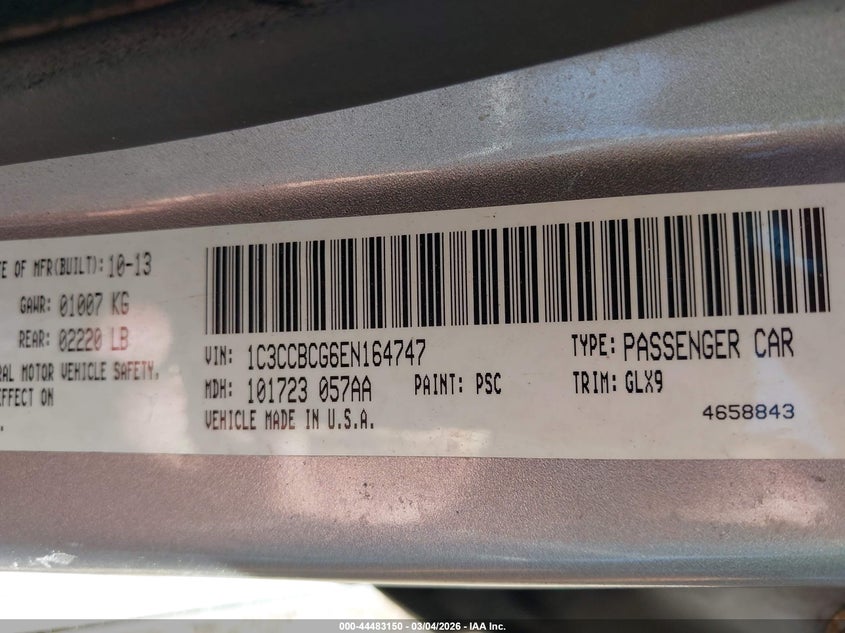 E OF MFR(BUILT): 10-13
GAWR: 01007 KG
REAR: 02220 LB
MOTOR VEHICLE SAFETY,
EFFECT ON
VIN: 1C3CCBCG6EN164747
TYPE: PASSENGER CAR
MDH: 101723 057AA
PAINT: PSC
TRIM: GLX9
VEHICLE MADE IN U.S.A.
4658843
000-44483150 - 03/04/2026 - IAA Inc.